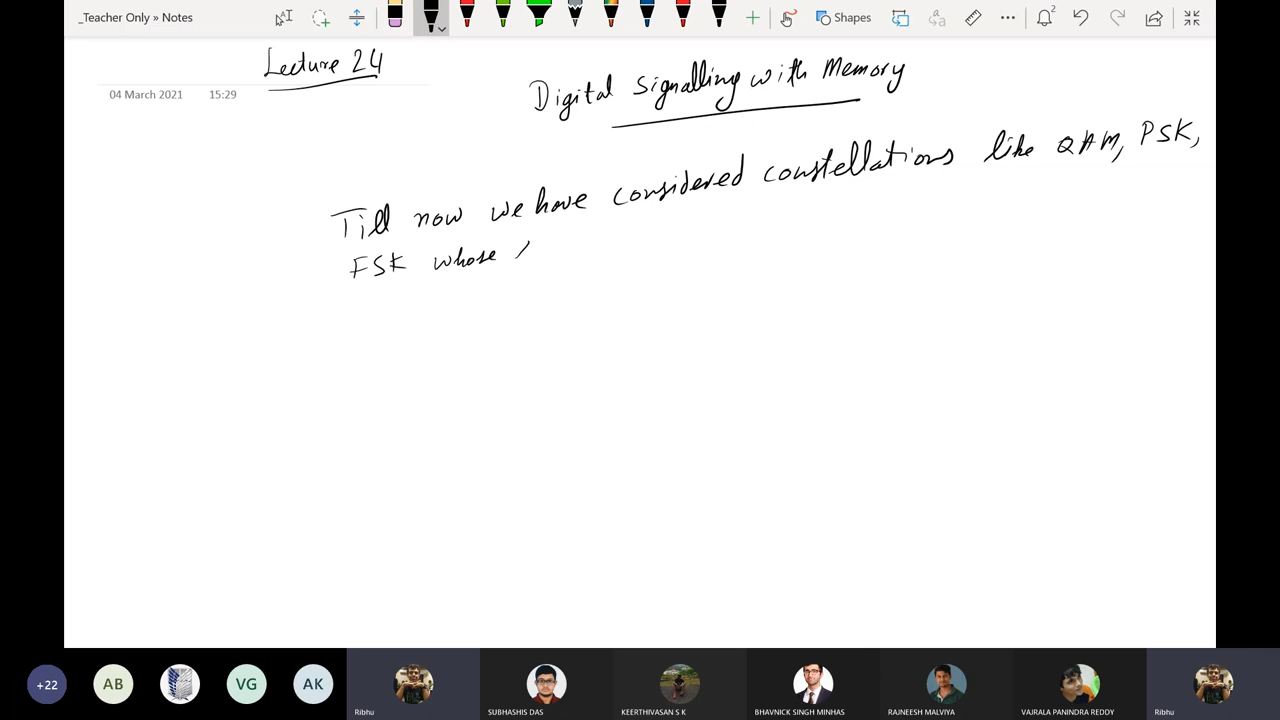 _Teacher Only » Notes
Shapes
Lecture 24
04 March 2021 15:29
Digital Signalling with Memory
Till now we have considered constellations like QAM, PSK,
FSK whose
+22
AB
VG
AK
Ribhu
SUBHASHIS DAS
KEERTHIVASAN S K
BHAVNICK SINGH MINHAS
RAJNEESH MALVIYA
VAJRALA PANINDRA REDDY
Ribhu